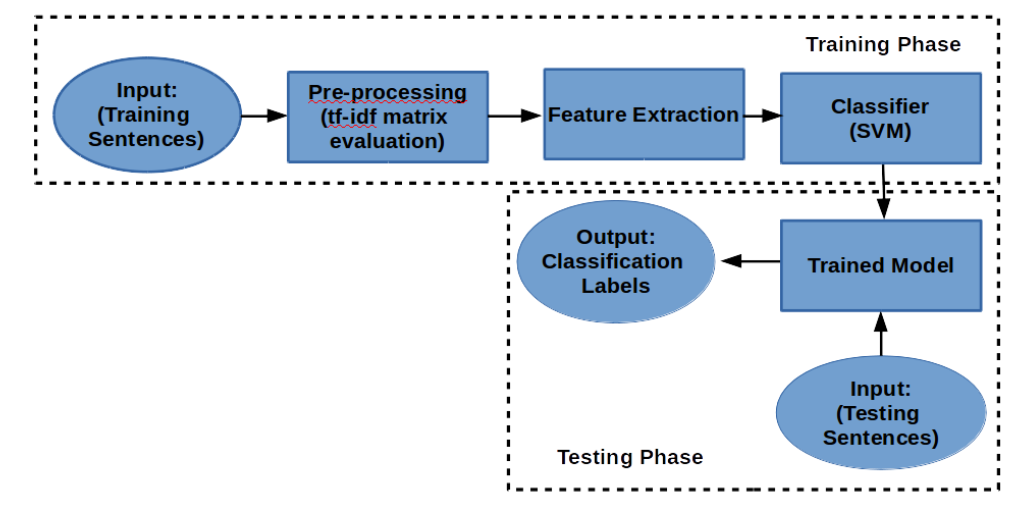 Training Phase
Input:
(Training
Sentences)
Pre-processing
(tf-idf matrix
evaluation)
Feature Extraction
Classifier
(SVM)
Output:
Classification
Labels
Trained Model
Input:
(Testing
Sentences)
Testing Phase